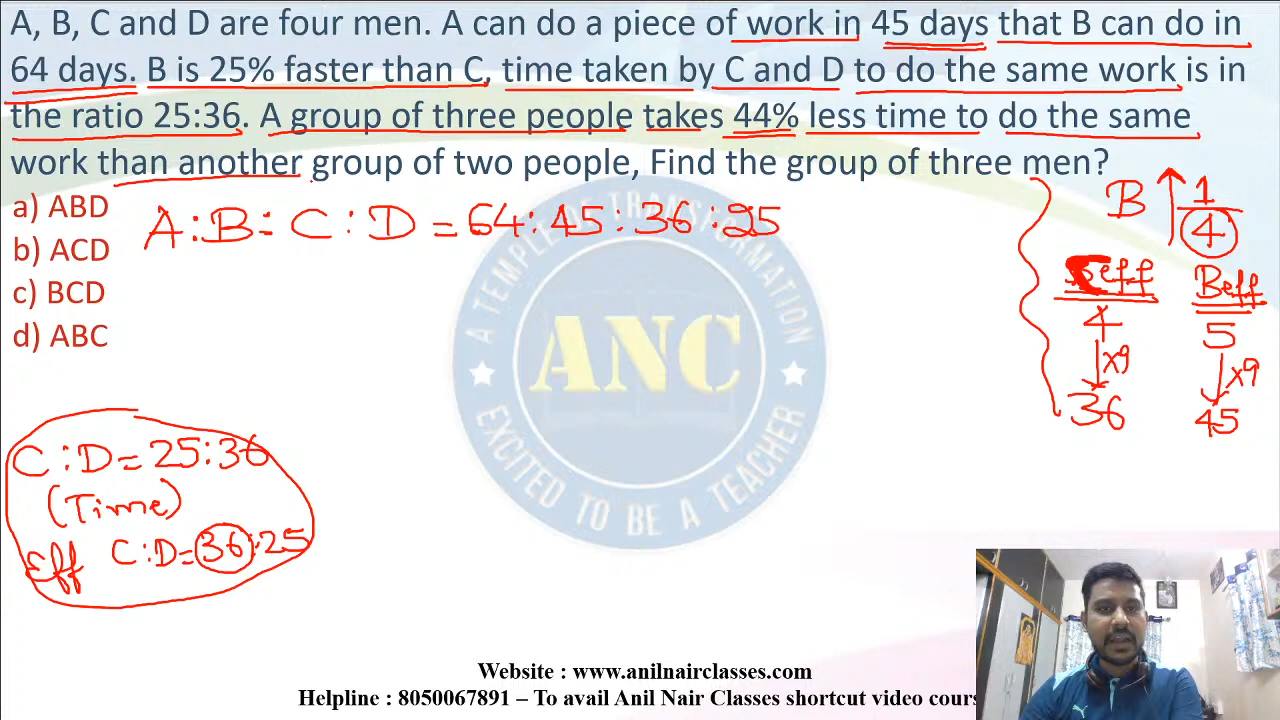 A, B, C and D are four men. A can do a piece of work in 45 days that B can do in
64 days. B is 25% faster than C, time taken by C and D to do the same work is in
the ratio 25:36. A group of three people takes 44% less time to do the same
work than another group of two people, Find the group of three men?
a) ABD
b) ACD
c) BCD
d) ABC
A:B:C:D = 64:45:36:25
B ↑ 1/4
eff Beff
4 5
↓×9 ↓×9
36 45
C:D = 25:36
(Time)
Eff C:D = 36:25
A TEMPLE OF TRANSFORMATION
ANC
EXCITED TO BE A TEACHER
Website : www.anilnairclasses.com
Helpline : 8050067891 – To avail Anil Nair Classes shortcut video cours